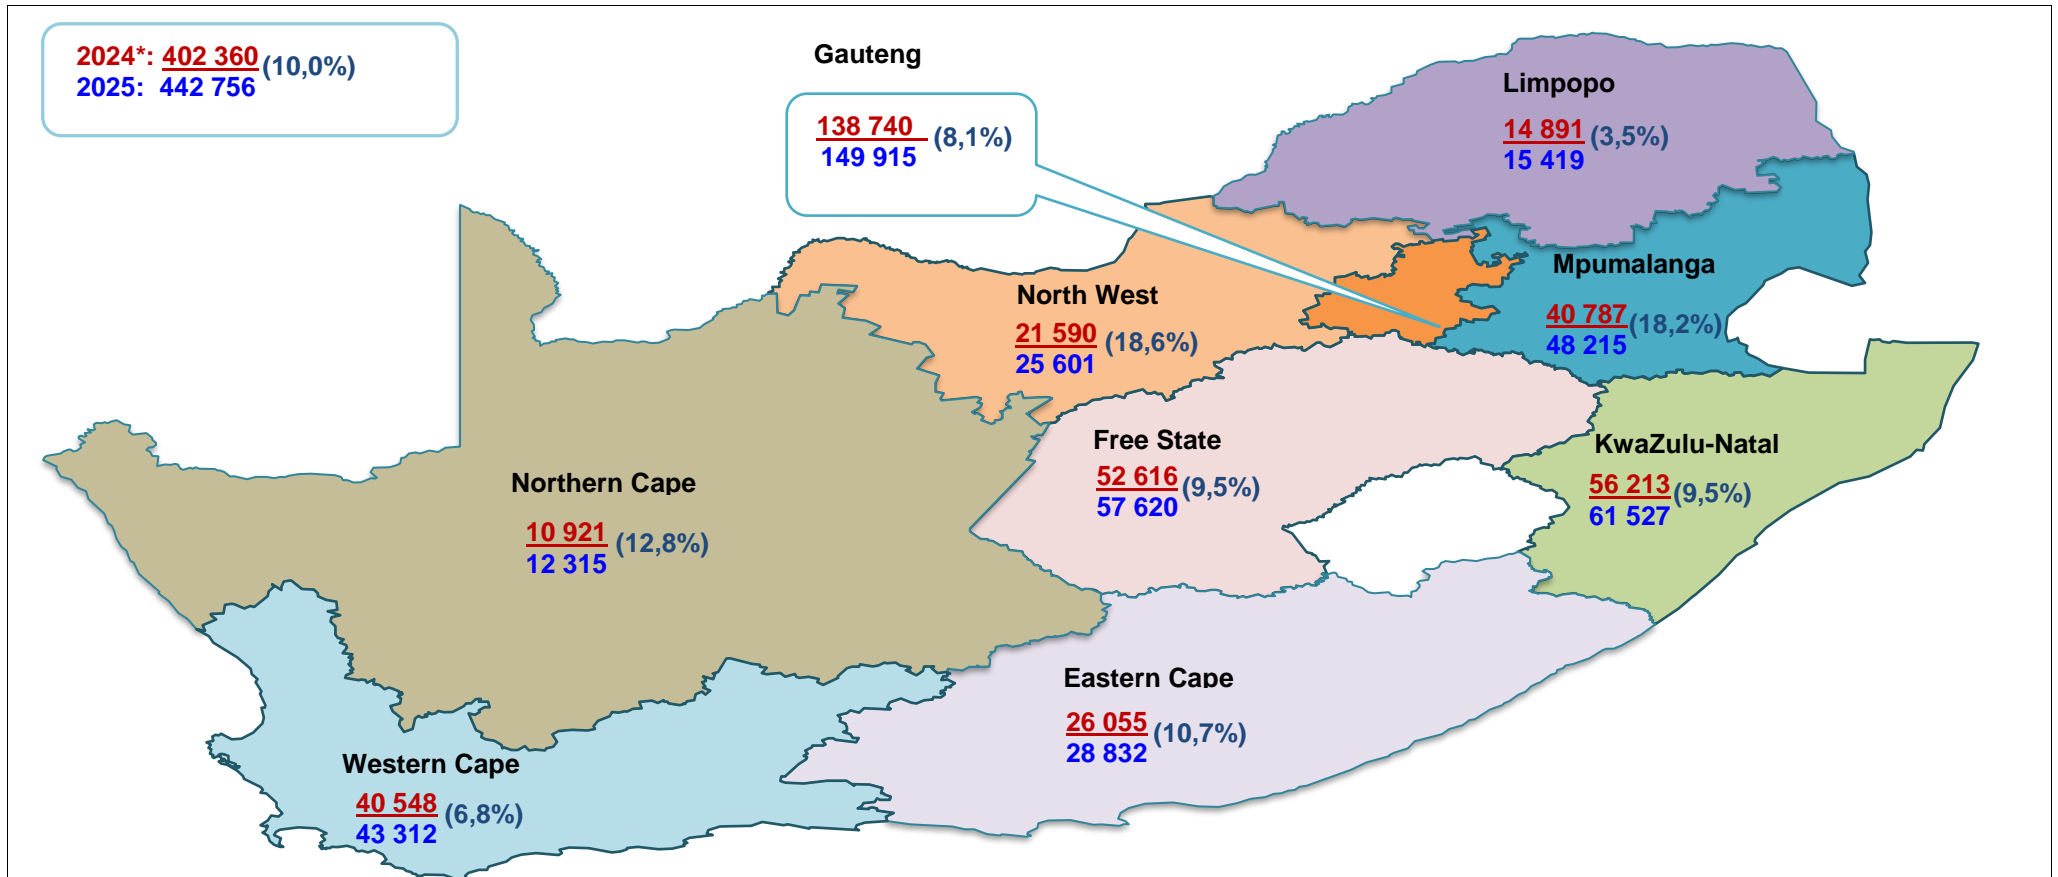 2024*: 402 360 (10,0%)
2025: 442 756
Gauteng
138 740 (8,1%)
149 915
Limpopo
14 891 (3,5%)
15 419
Mpumalanga
40 787 (18,2%)
48 215
North West
21 590 (18,6%)
25 601
Free State
52 616 (9,5%)
57 620
KwaZulu-Natal
56 213 (9,5%)
61 527
Northern Cape
10 921 (12,8%)
12 315
Eastern Cape
26 055 (10,7%)
28 832
Western Cape
40 548 (6,8%)
43 312